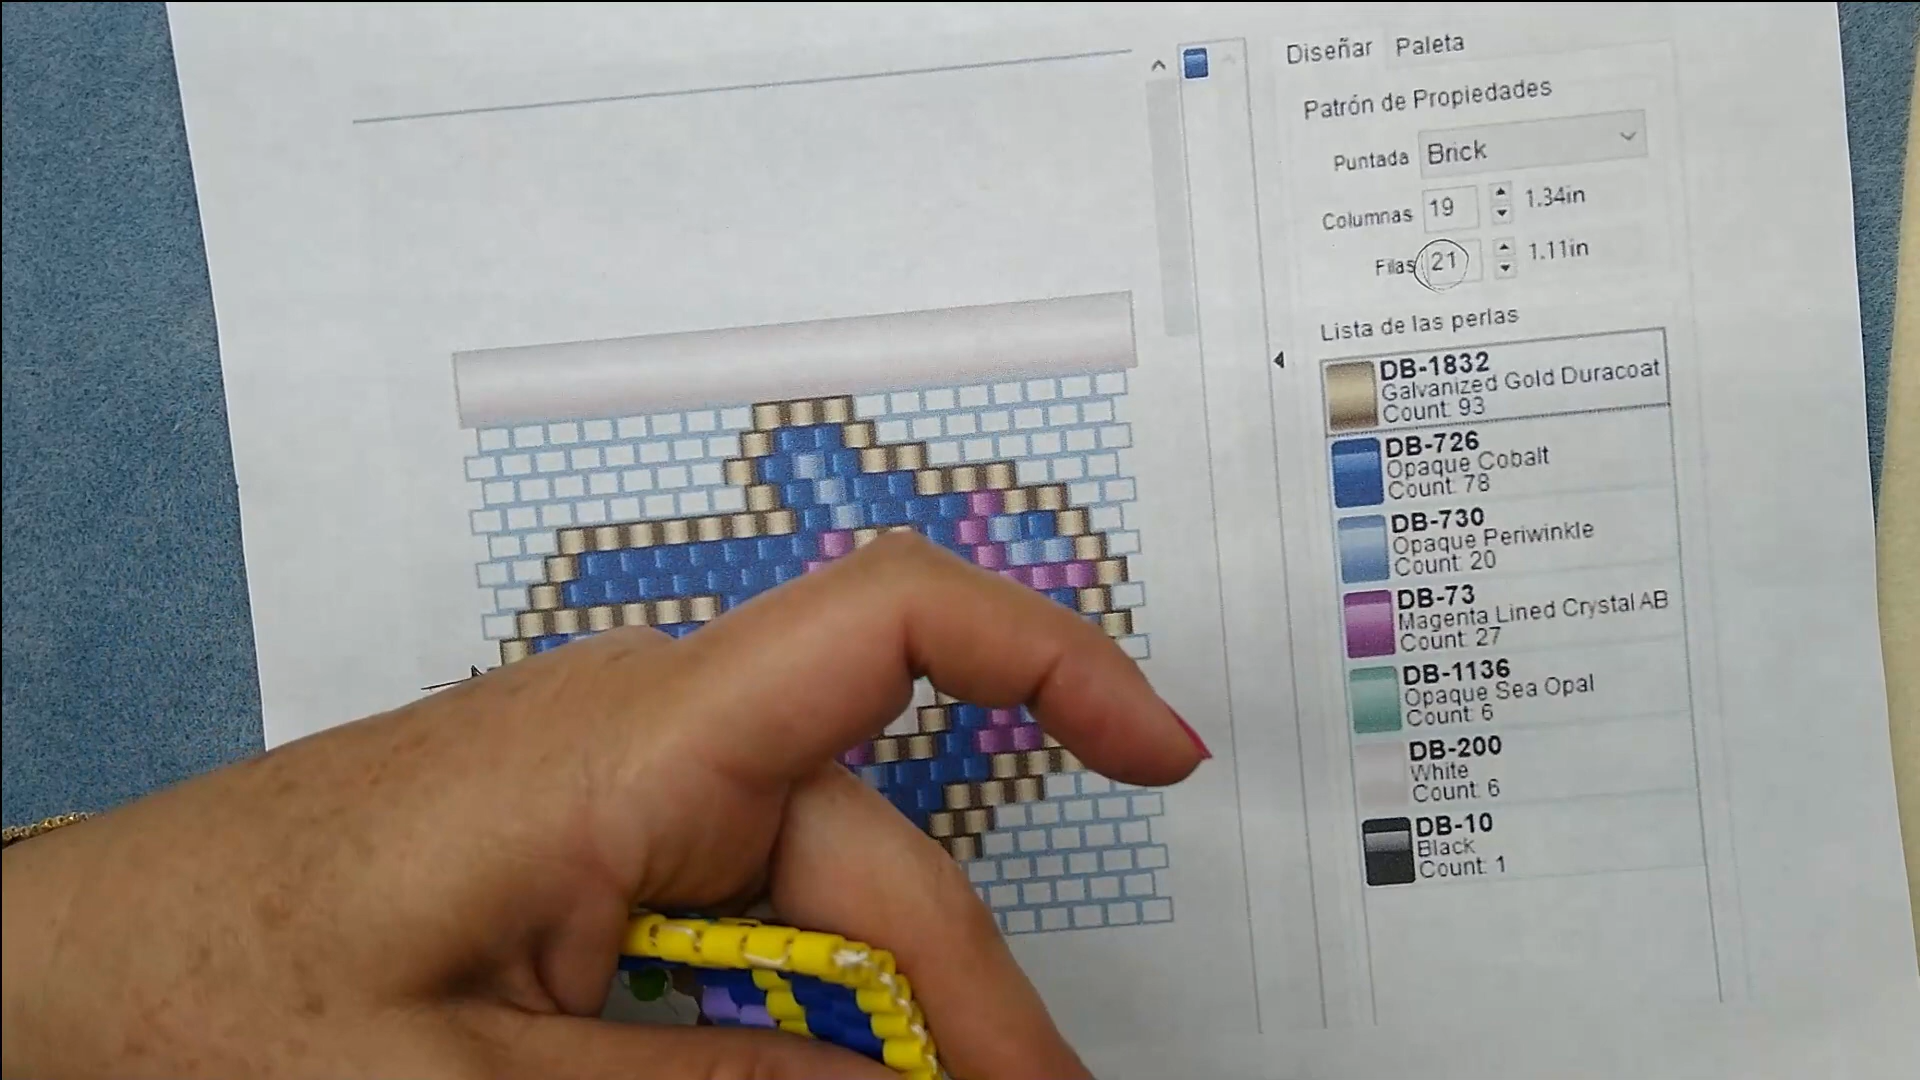 Diseñar Paleta
Patrón de Propiedades
Puntada Brick
Columnas 19 1.34in
Filas 21 1.11in
Lista de las perlas
DB-1832
Galvanized Gold Duracoat
Count: 93
DB-726
Opaque Cobalt
Count: 78
DB-730
Opaque Periwinkle
Count: 20
DB-73
Magenta Lined Crystal AB
Count: 27
DB-1136
Opaque Sea Opal
Count: 6
DB-200
White
Count: 6
DB-10
Black
Count: 1